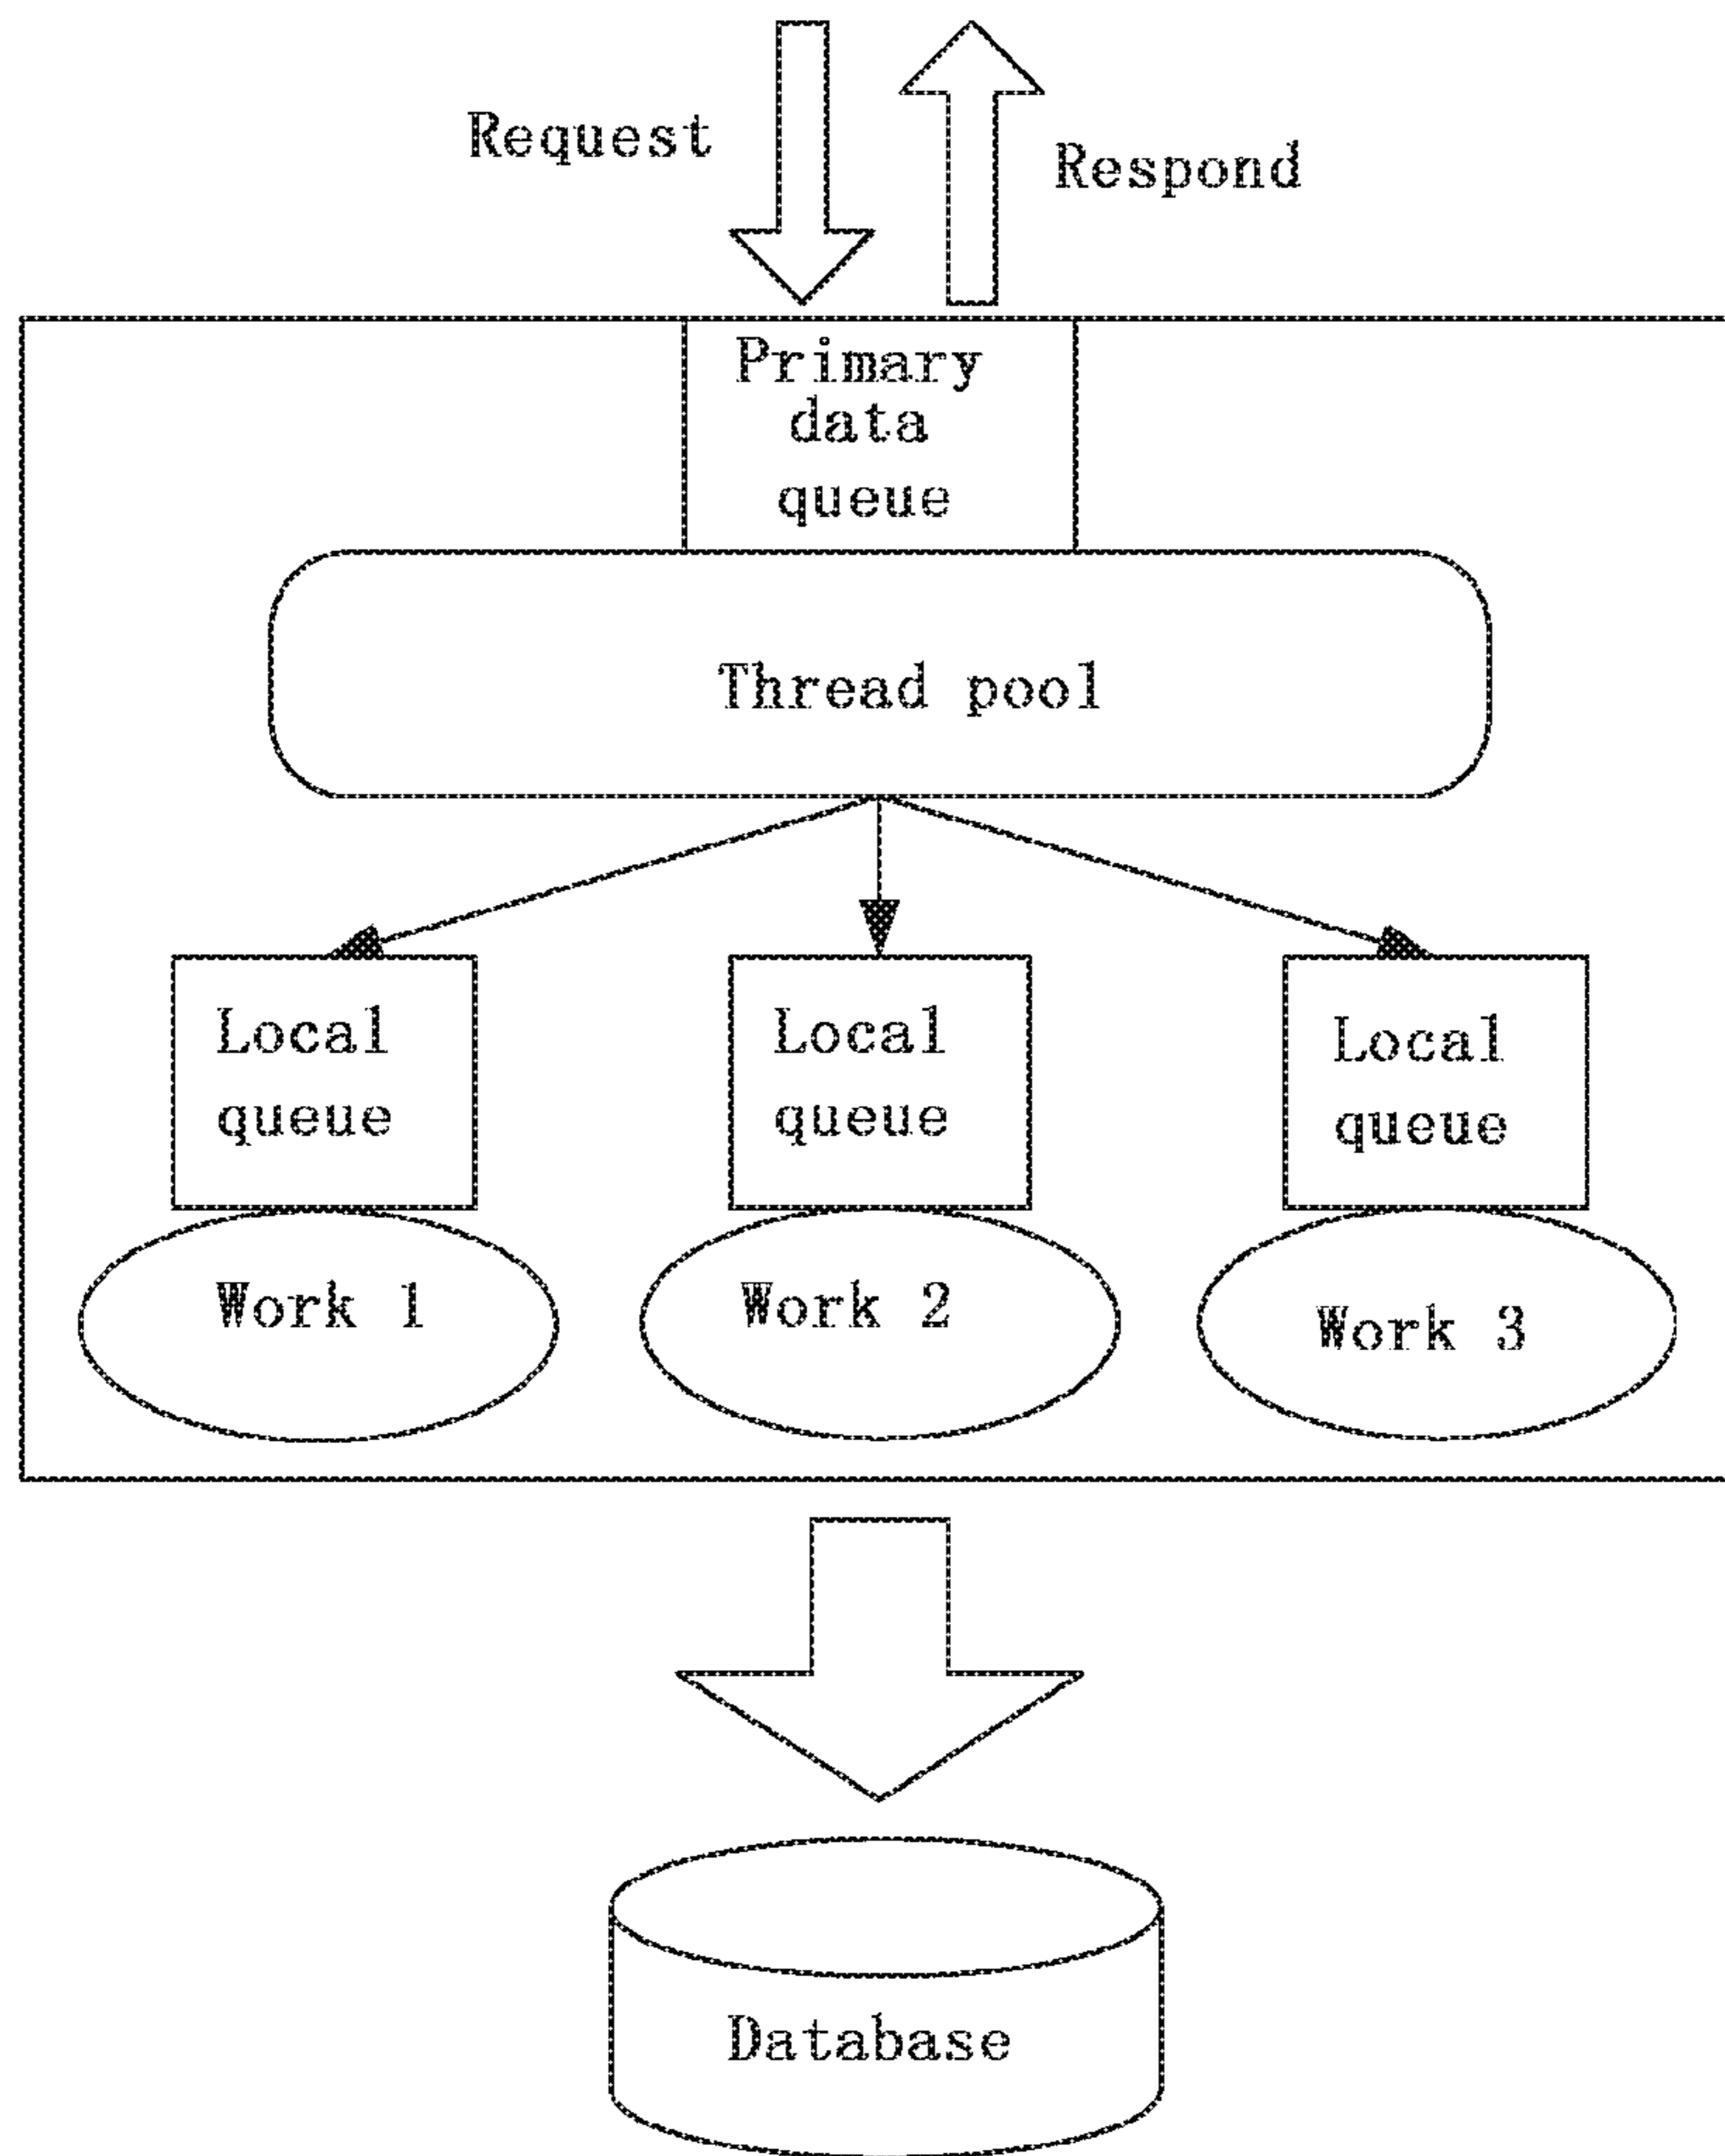 Request
Respond
Primary
data
queue
Thread pool
Local
queue
Local
queue
Local
queue
Work 1
Work 2
Work 3
Database